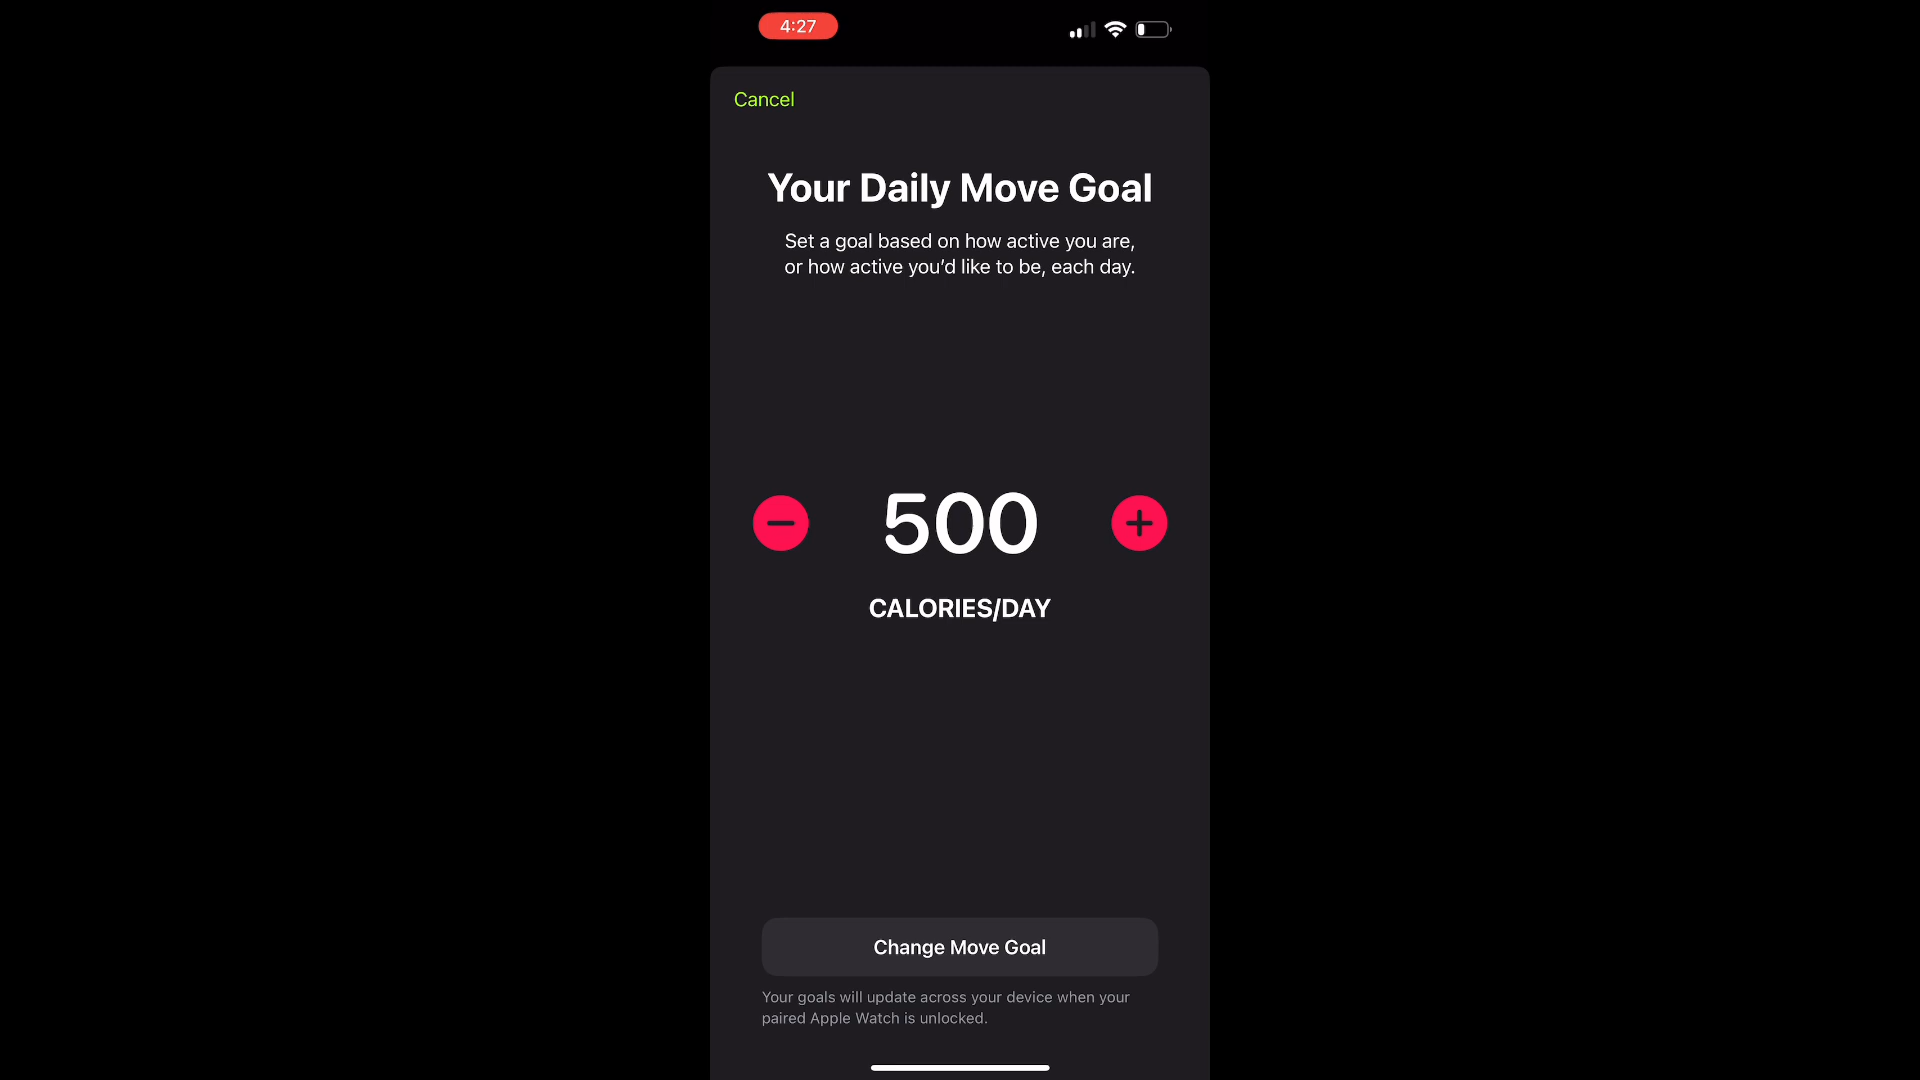 4:27
Cancel
Your Daily Move Goal
Set a goal based on how active you are,
or how active you’d like to be, each day.
500
CALORIES/DAY
Change Move Goal
Your goals will update across your device when your
paired Apple Watch is unlocked.